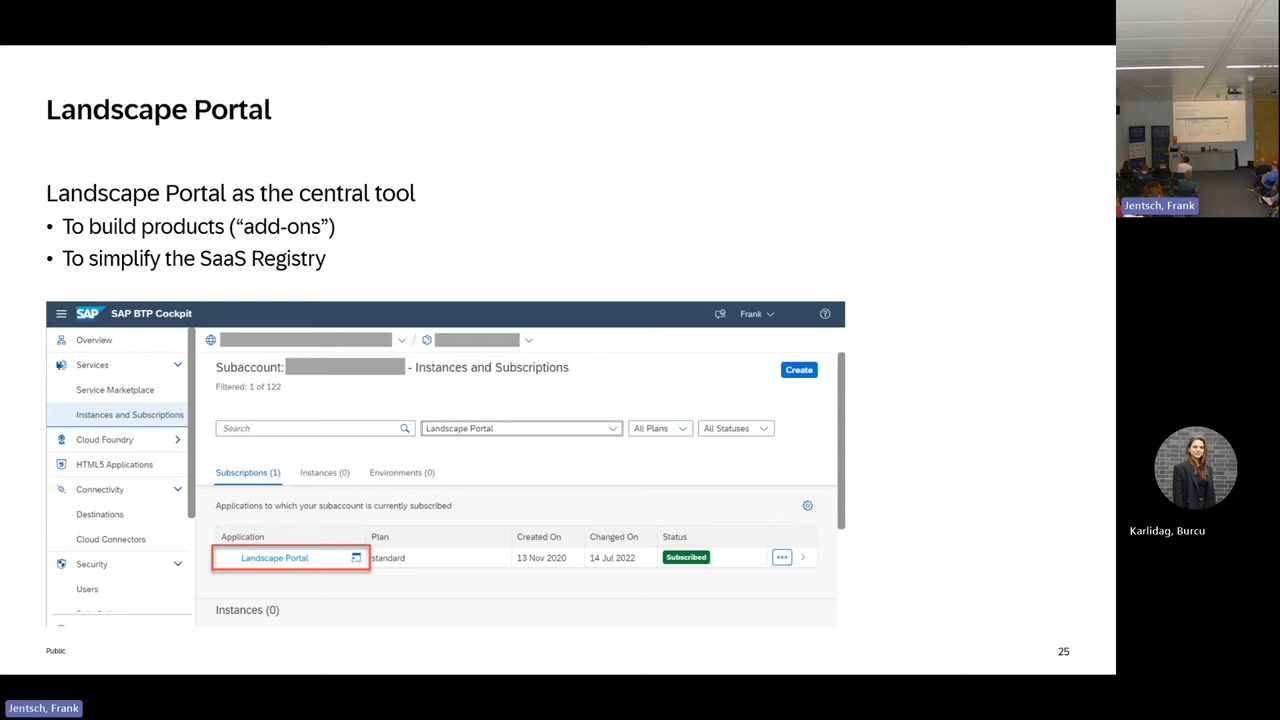 Landscape Portal
Landscape Portal as the central tool
• To build products (“add-ons”)
• To simplify the SaaS Registry
SAP SAP BTP Cockpit
Frank
Overview
Services
Service Marketplace
Instances and Subscriptions
Cloud Foundry
HTML5 Applications
Connectivity
Destinations
Cloud Connectors
Security
Users
/
Subaccount: - Instances and Subscriptions
Create
Filtered: 1 of 122
Search
Landscape Portal
All Plans
All Statuses
Subscriptions (1)
Instances (0)
Environments (0)
Applications to which your subaccount is currently subscribed
Application Plan Created On Changed On Status
Landscape Portal standard 13 Nov 2020 14 Jul 2022 Subscribed
Instances (0)
Public
25
Jentsch, Frank
Karlidag, Burcu
Jentsch, Frank